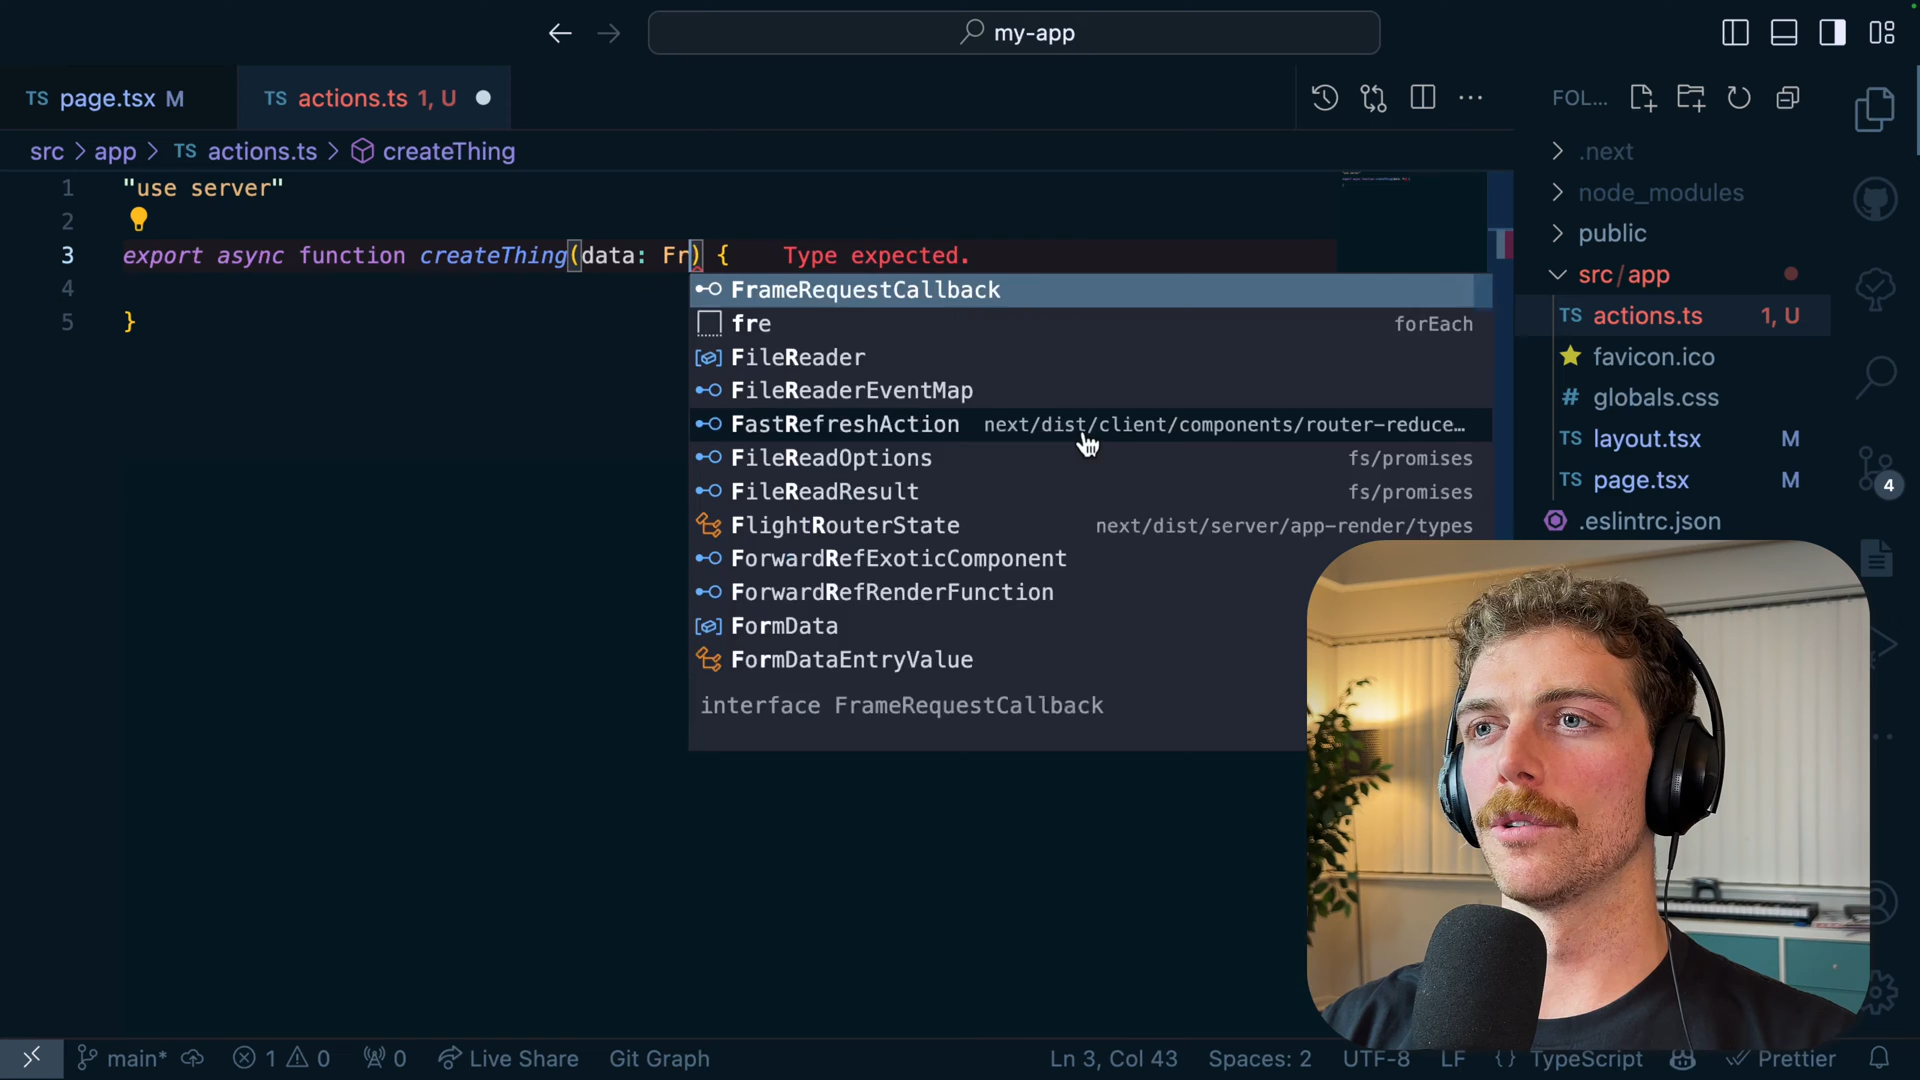 my-app
TS page.tsx M
TS actions.ts 1, U
FOL...
src > app > TS actions.ts > createThing
1 "use server"
2
3 export async function createThing(data: Fr) { Type expected.
4
5 }
FrameRequestCallback
fre forEach
FileReader
FileReaderEventMap
FastRefreshAction next/dist/client/components/router-reduce...
FileReadOptions fs/promises
FileReadResult fs/promises
FlightRouterState next/dist/server/app-render/types
ForwardRefExoticComponent
ForwardRefRenderFunction
FormData
FormDataEntryValue
interface FrameRequestCallback
.next
node_modules
public
src/app
TS actions.ts 1, U
favicon.ico
# globals.css
TS layout.tsx M
TS page.tsx M
.eslintrc.json
4
main* 1 0 0 Live Share Git Graph Ln 3, Col 43 Spaces: 2 UTF-8 LF {} TypeScript Prettier